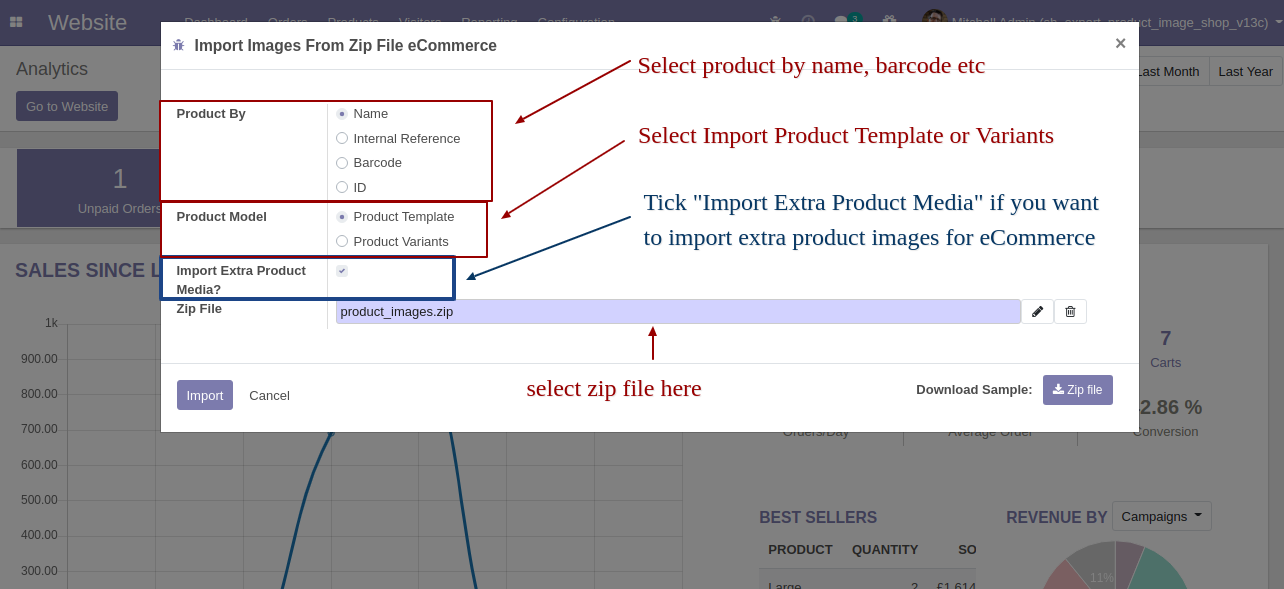 Website
Dashboard Orders Products Visitors Reporting Configuration
3
Mitchell Admin (sh_export_product_image_shop_v13c)
Import Images From Zip File eCommerce
×
Analytics
Go to Website
Last Month
Last Year
Select product by name, barcode etc
Product By
Name
Internal Reference
Barcode
ID
Select Import Product Template or Variants
1
Unpaid Orders
Product Model
Product Template
Product Variants
Tick "Import Extra Product Media" if you want
to import extra product images for eCommerce
SALES SINCE
Import Extra Product
Media?
Zip File
product_images.zip
select zip file here
Import
Cancel
Download Sample:
Zip file
1k
900.00
800.00
700.00
600.00
500.00
400.00
300.00
7
Carts
2.86 %
Orders/Day
Average Order
Conversion
BEST SELLERS
REVENUE BY
Campaigns
PRODUCT QUANTITY SO
Large 2 £1,614
11%